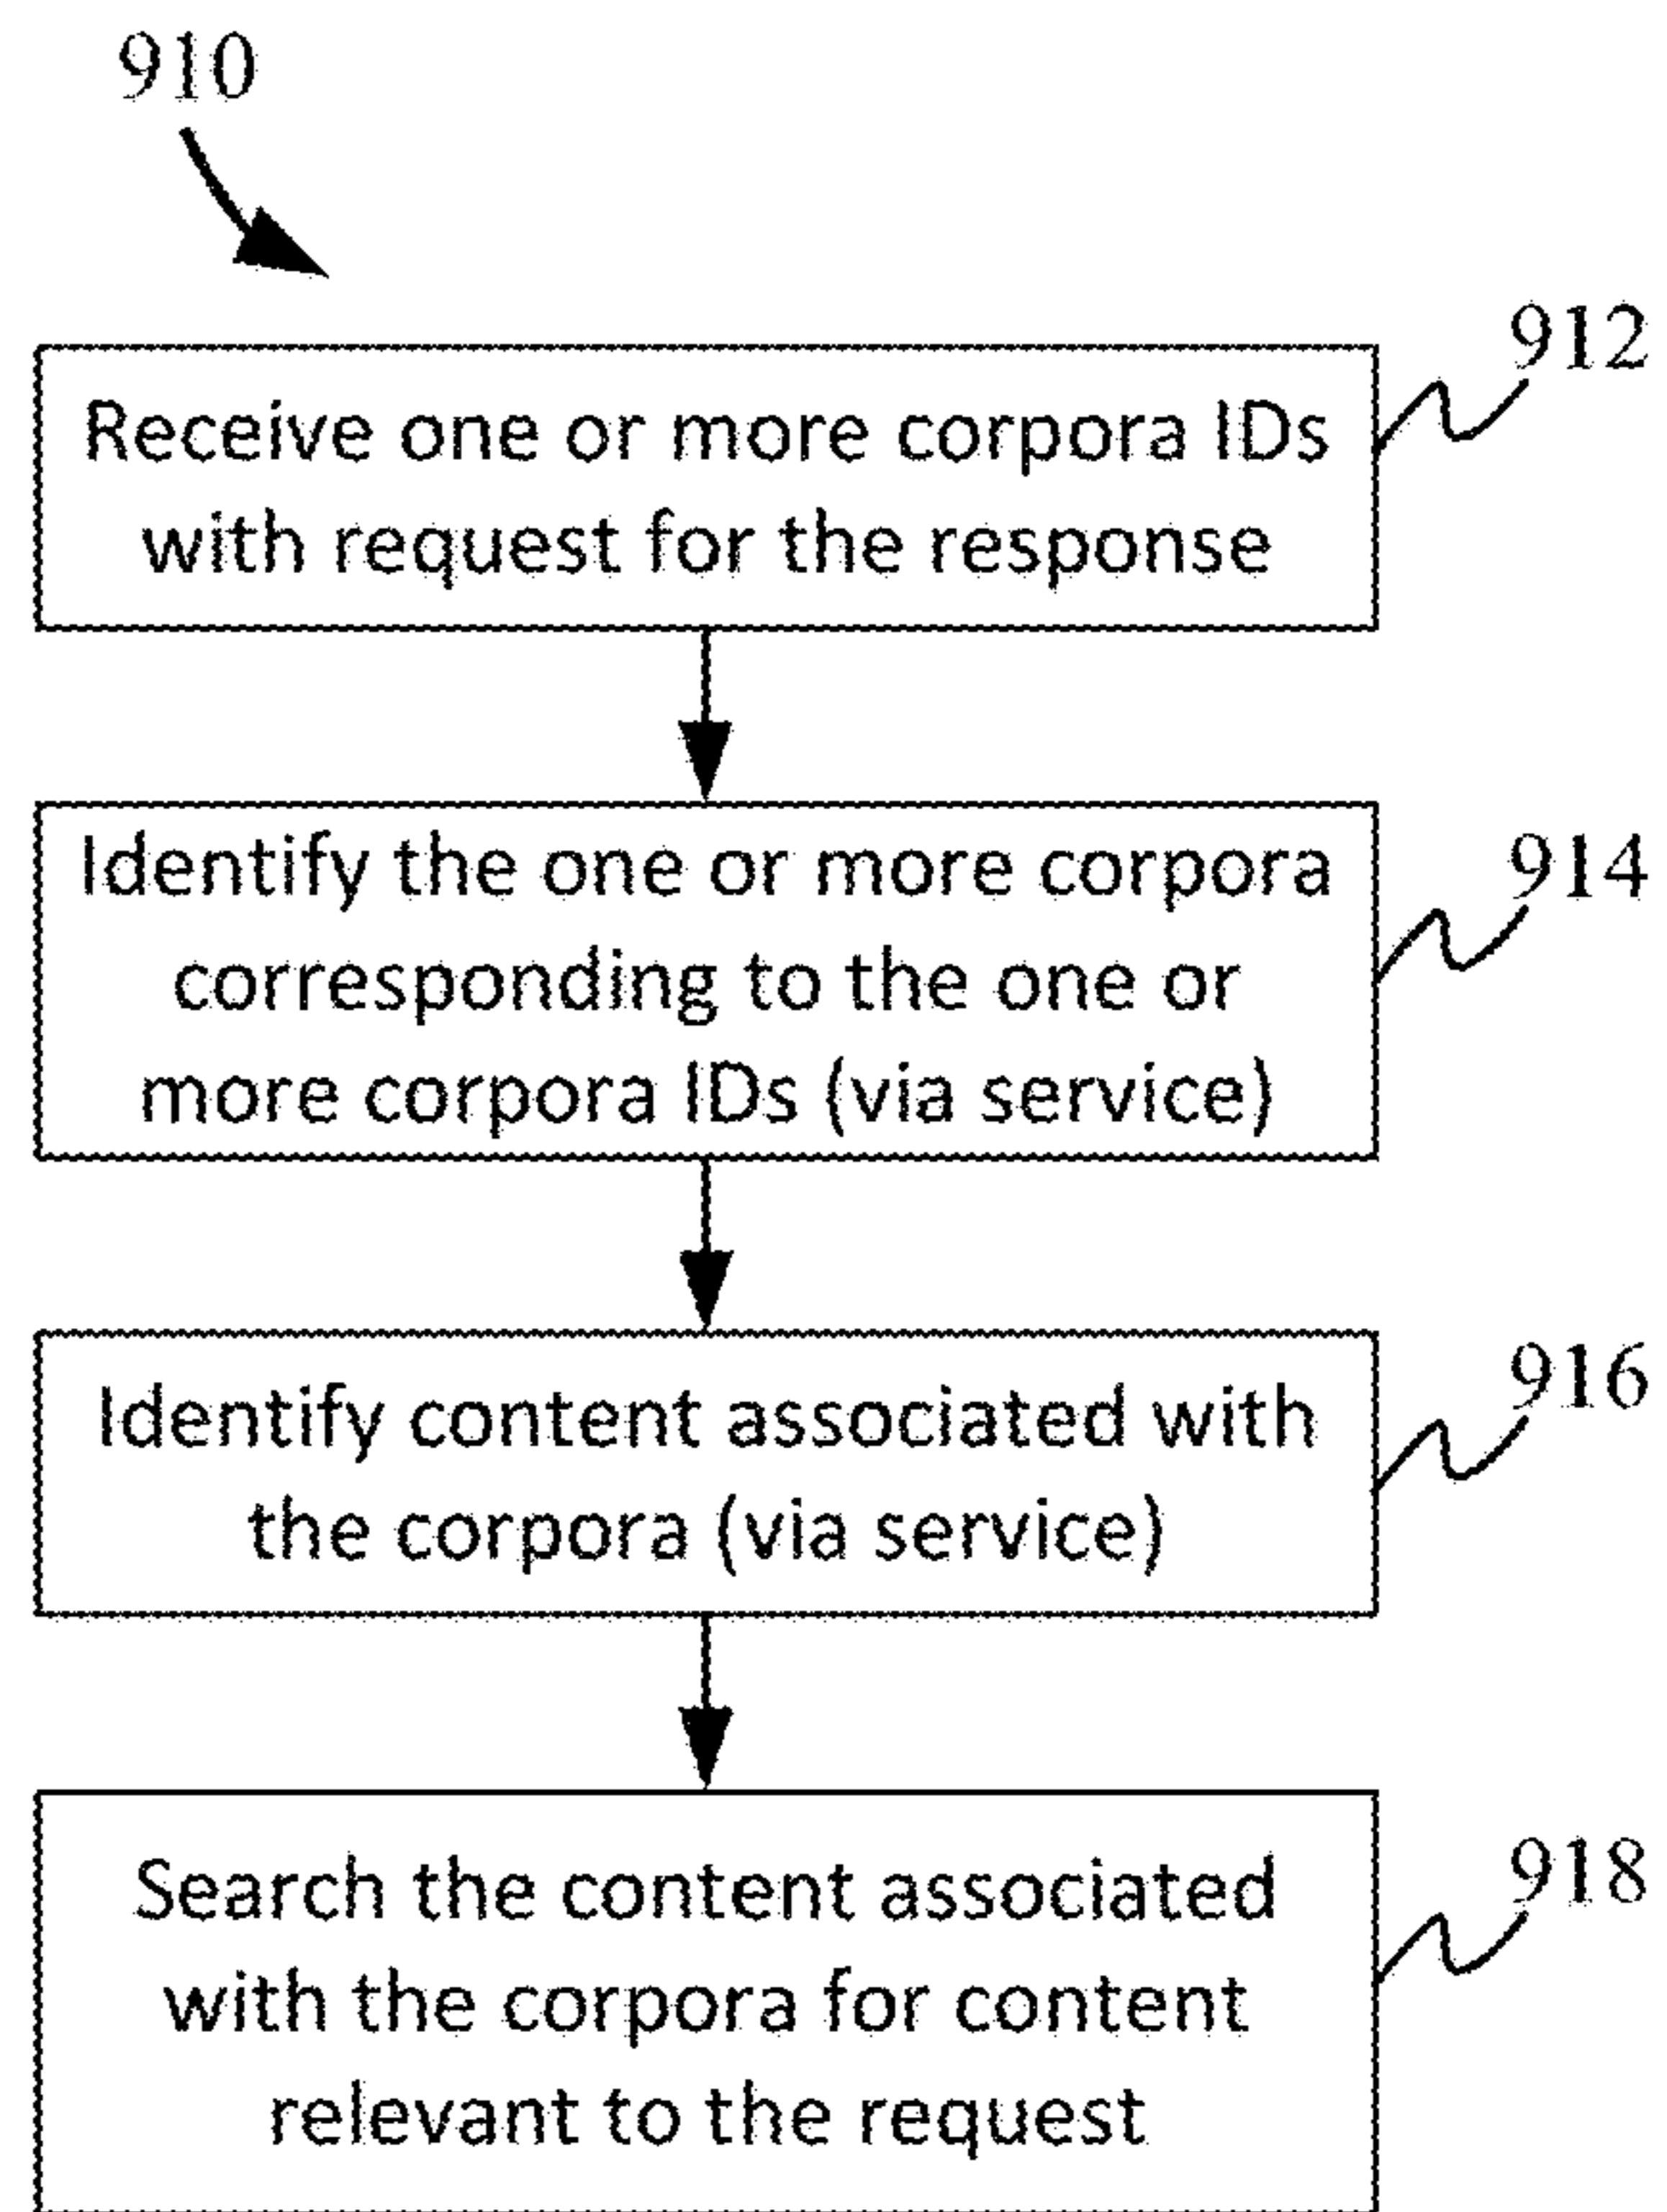 910
912
Receive one or more corpora IDs
with request for the response
914
Identify the one or more corpora
corresponding to the one or
more corpora IDs (via service)
916
Identify content associated with
the corpora (via service)
918
Search the content associated
with the corpora for content
relevant to the request